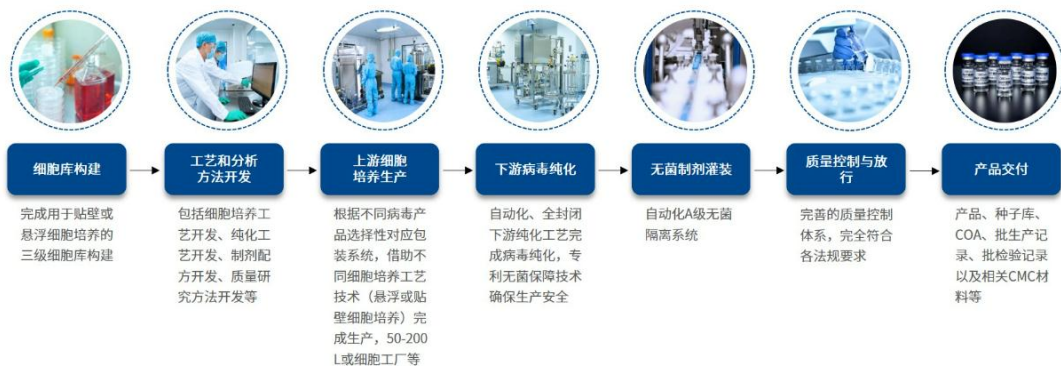 细胞库构建
完成用于贴壁或
悬浮细胞培养的
三级细胞库构建
工艺和分析
方法开发
包括细胞培养工
艺开发、纯化工
艺开发、制剂配
方开发、质量研
究方法开发等
上游细胞
培养生产
根据不同病毒产
品选择性对应包
装系统，借助不
同细胞培养工艺
技术（悬浮或贴
壁细胞培养）完
成生产，50-200
L或细胞工厂等
下游病毒纯化
自动化、全封闭
下游纯化工艺完
成病毒纯化，专
利无菌保障技术
确保生产安全
无菌制剂灌装
自动化A级无菌
隔离系统
质量控制与放
行
完善的质量控制
体系，完全符合
各法规要求
产品交付
产品、种子库、
COA、批生产记
录、批检验记录
以及相关CMC材
料等